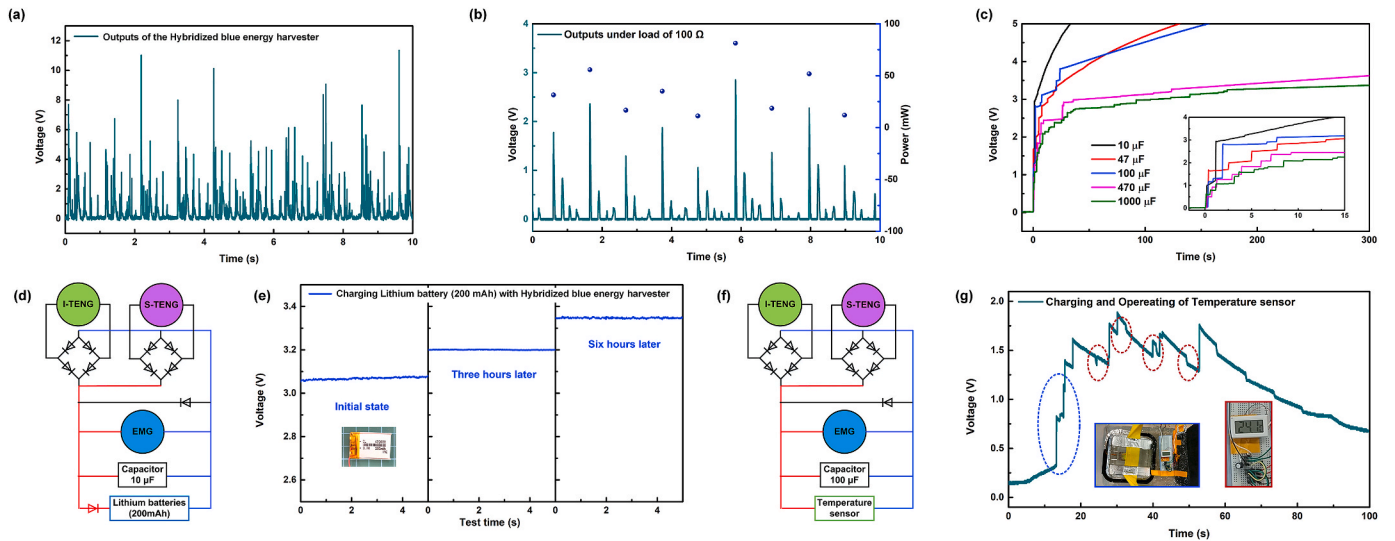 (a)
Outputs of the Hybridized blue energy harvester
Voltage (V)
12
10
8
6
4
2
0
0 2 4 6 8 10
Time (s)
(b)
Outputs under load of 100 Ω
Voltage (V)
4
3
2
1
0
100
50
0
-50
-100
Power (mW)
0 2 4 6 8 10
Time (s)
(c)
Voltage (V)
5
4
3
2
1
0
10 μF
47 μF
100 μF
470 μF
1000 μF
4
3
2
1
0
0 5 10 15
0 100 200 300
Time (s)
(d)
I-TENG
S-TENG
EMG
Capacitor
10 μF
Lithium batteries
(200mAh)
(e)
Charging Lithium battery (200 mAh) with Hybridized blue energy harvester
Voltage (V)
3.4
3.2
3.0
2.8
2.6
Initial state
Three hours later
Six hours later
0 2 4 0 2 4 0 2 4
Test time (s)
(f)
I-TENG
S-TENG
EMG
Capacitor
100 μF
Temperature
sensor
(g)
Charging and Opereating of Temperature sensor
Voltage (V)
2.0
1.5
1.0
0.5
0.0
0 20 40 60 80 100
Time (s)